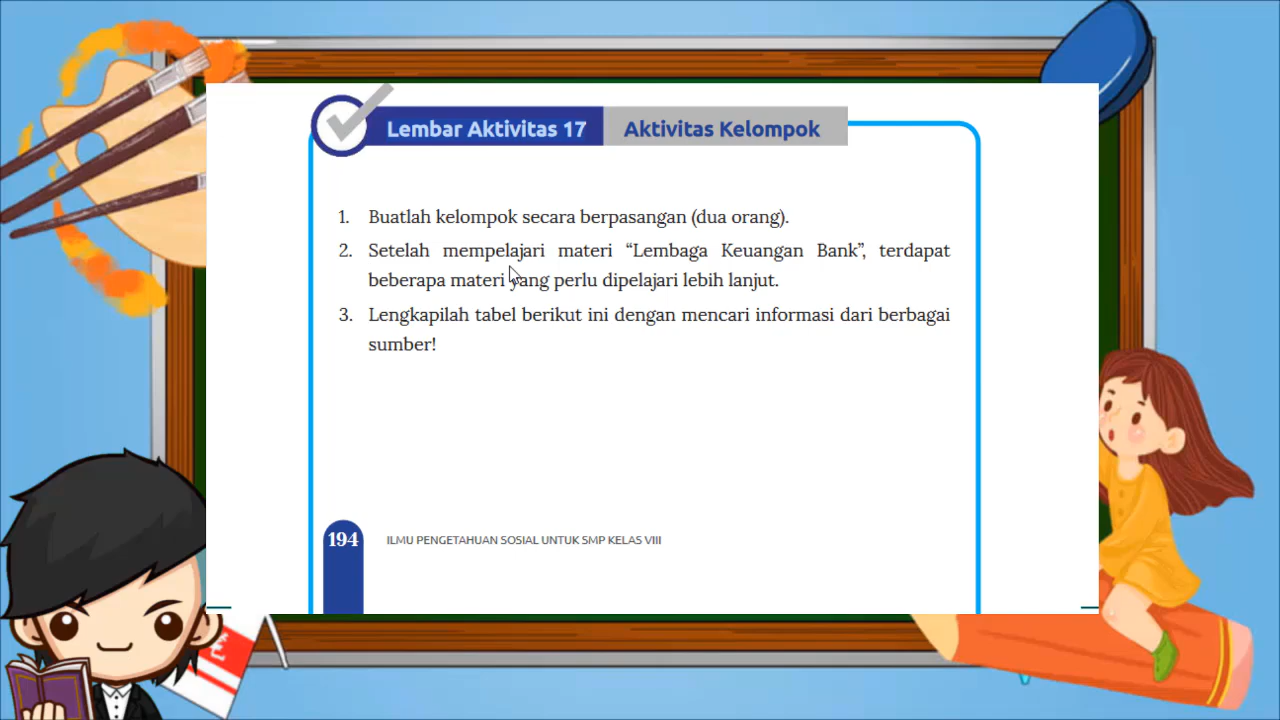 Lembar Aktivitas 17 Aktivitas Kelompok
1. Buatlah kelompok secara berpasangan (dua orang).
2. Setelah mempelajari materi “Lembaga Keuangan Bank”, terdapat
beberapa materi yang perlu dipelajari lebih lanjut.
3. Lengkapilah tabel berikut ini dengan mencari informasi dari berbagai
sumber!
194 ILMU PENGETAHUAN SOSIAL UNTUK SMP KELAS VIII